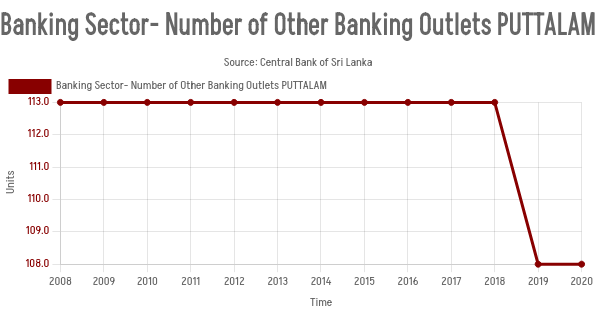 Banking Sector- Number of Other Banking Outlets PUTTALAM
Source: Central Bank of Sri Lanka
Banking Sector- Number of Other Banking Outlets PUTTALAM
113.0
112.0
111.0
110.0
109.0
108.0
Units
2008 2009 2010 2011 2012 2013 2014 2015 2016 2017 2018 2019 2020
Time